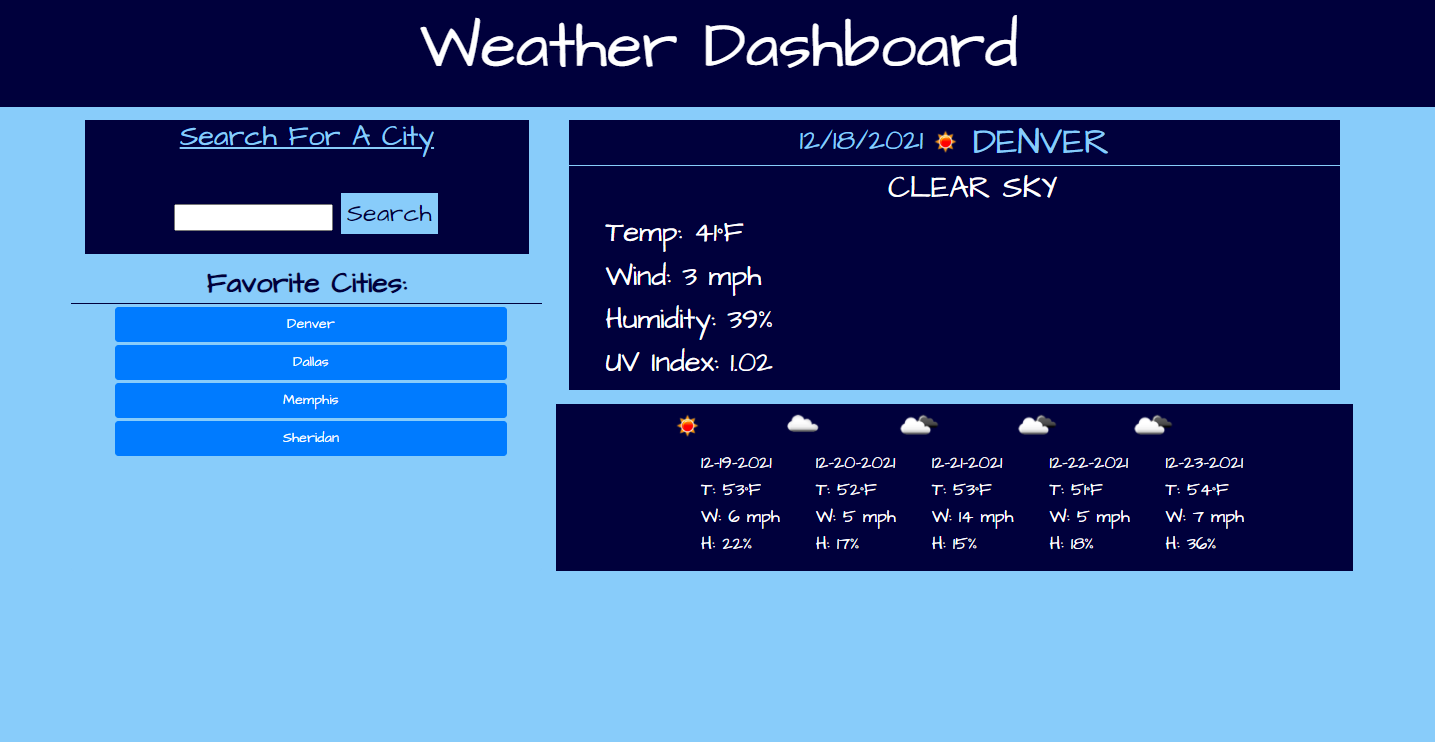 Weather Dashboard
Search For A City
Search
Favorite Cities:
Denver
Dallas
Memphis
Sheridan
12/18/2021 DENVER
CLEAR SKY
Temp: 41°F
Wind: 3 mph
Humidity: 39%
UV Index: 1.02
12-19-2021 12-20-2021 12-21-2021 12-22-2021 12-23-2021
T: 53°F T: 52°F T: 53°F T: 51°F T: 54°F
W: 6 mph W: 5 mph W: 14 mph W: 5 mph W: 7 mph
H: 22% H: 17% H: 15% H: 18% H: 36%